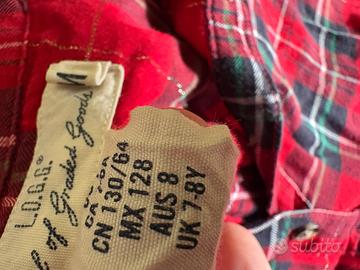 L.O.G.G.®
of Graded Goods
CN 130/64
MX 128
AUS 8
UK 7-8Y
subito